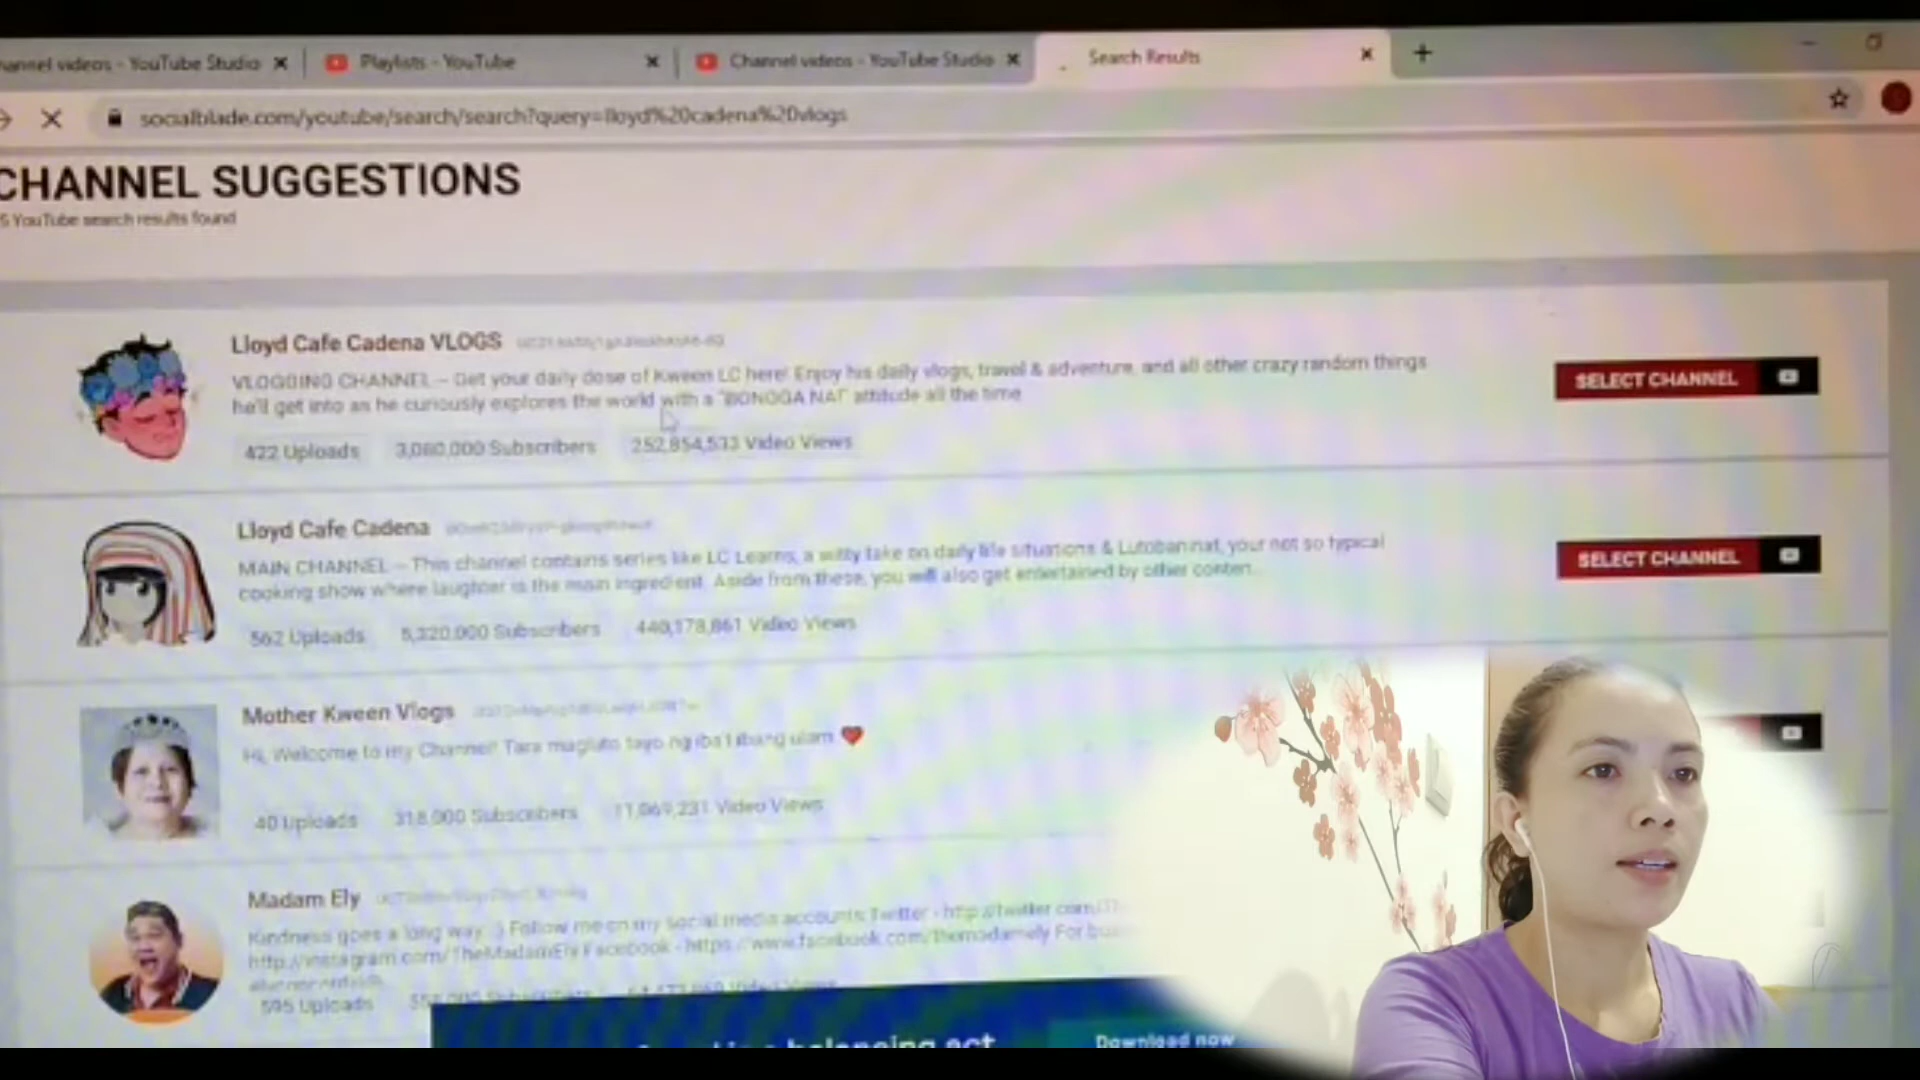 hannel videos - YouTube Studio
Playlists - YouTube
Channel videos - YouTube Studio
Search Results
socialblade.com/youtube/search/search?query=lloyd%20cadena%20vlogs
CHANNEL SUGGESTIONS
5 YouTube search results found
Lloyd Cafe Cadena VLOGS
VLOGGING CHANNEL -- Get your daily dose of Kween LC here! Enjoy his daily vlogs, travel & adventure, and all other crazy random things
he'll get into as he curiously explores the world with a "BONGGA NA!" attitude all the time
SELECT CHANNEL
422 Uploads
3,080,000 Subscribers
252,854,533 Video Views
Lloyd Cafe Cadena
MAIN CHANNEL -- This channel contains series like LC Learns, a witty take on daily life situations & Lutobaninat, your not so typical
cooking show where laughter is the main ingredient. Aside from these, you will also get entertained by other conten...
SELECT CHANNEL
562 Uploads
5,320,000 Subscribers
440,178,861 Video Views
Mother Kween Vlogs
Hi, Welcome to my Channel! Tara magluto tayo ng iba't ibang ulam ❤
40 Uploads
318,000 Subscribers
11,069,231 Video Views
Madam Ely
Kindness goes a long way :) Follow me on my social media accounts Twitter - http://twitter.com/
http://instagram.com/TheMadamEly Facebook - https://www.facebook.com/themadamely For
595 Uploads
balancing act
Download now